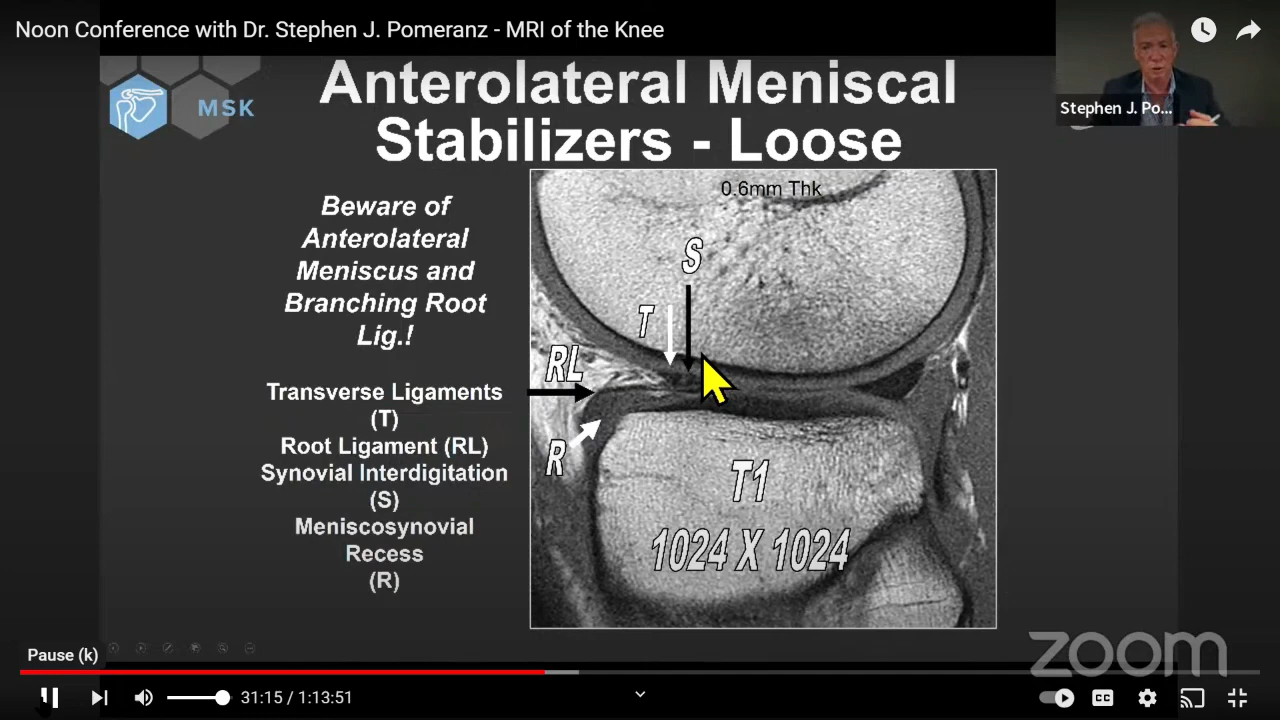 Noon Conference with Dr. Stephen J. Pomeranz - MRI of the Knee
MSK
Anterolateral Meniscal
Stabilizers - Loose
Stephen J. Po...
Beware of
Anterolateral
Meniscus and
Branching Root
Lig.!
Transverse Ligaments
(T)
Root Ligament (RL)
Synovial Interdigitation
(S)
Meniscosynovial
Recess
(R)
0.6mm Thk
S
T
RL
R
T1
1024 X 1024
zoom
Pause (k)
31:15 / 1:13:51
CC